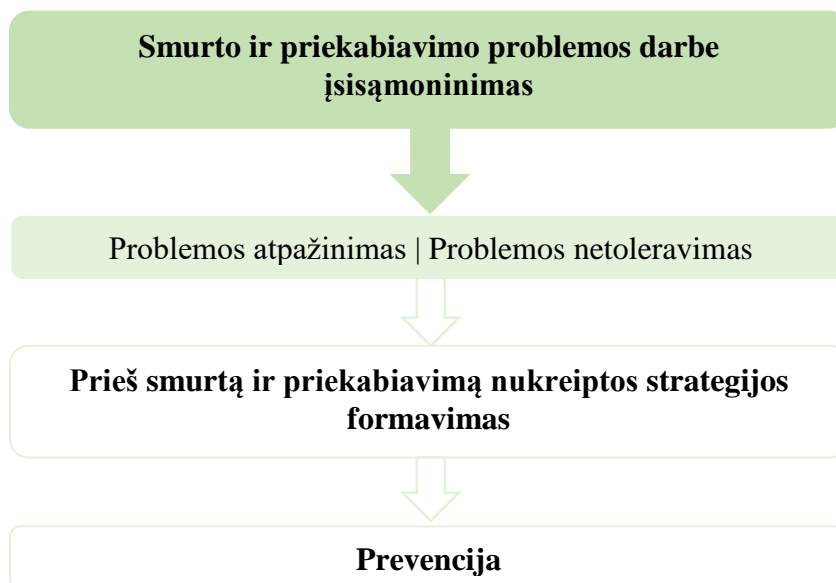 Smurto ir priekabiavimo problemos darbe
įsisąmoninimas
Problemos atpažinimas | Problemos netoleravimas
Prieš smurtą ir priekabiavimą nukreiptos strategijos
formavimas
Prevencija